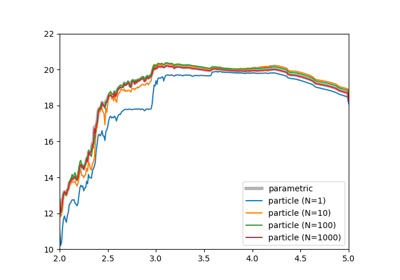 22
20
18
16
14
12
10
2.0 2.5 3.0 3.5 4.0 4.5 5.0
parametric
particle (N=1)
particle (N=10)
particle (N=100)
particle (N=1000)